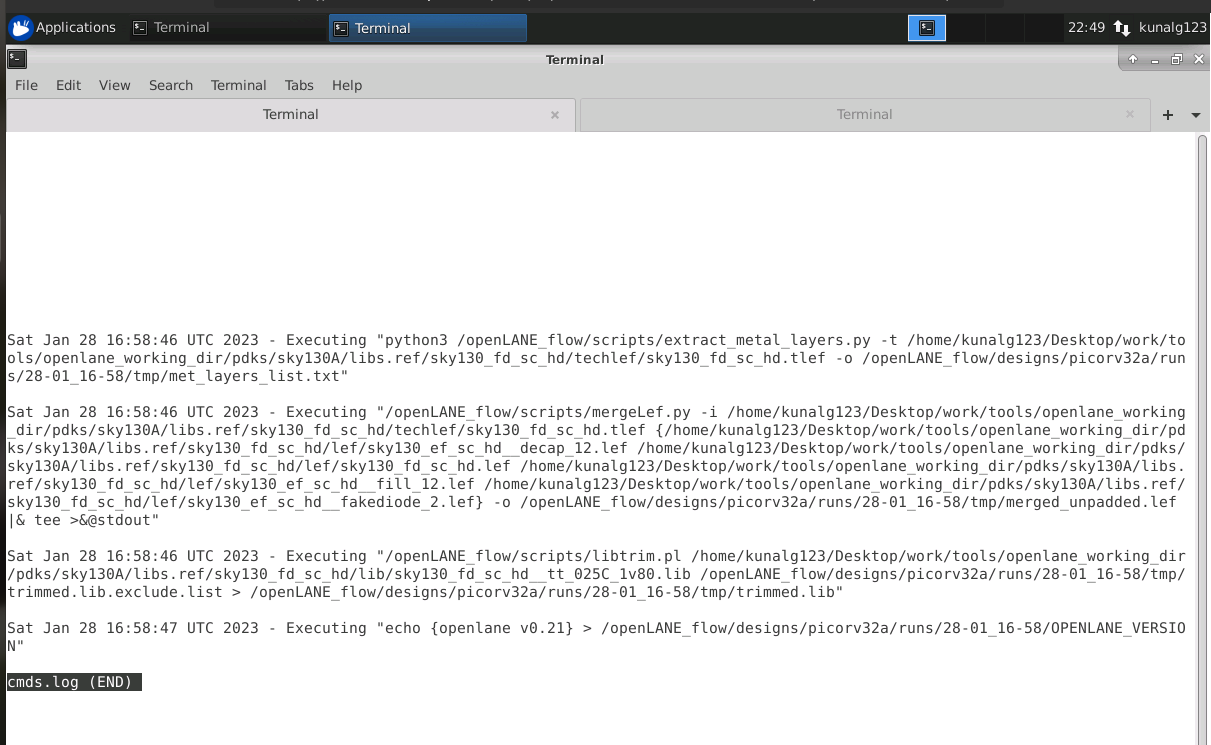 Applications Terminal Terminal 22:49 kunalg123
Terminal
File Edit View Search Terminal Tabs Help
Terminal Terminal
Sat Jan 28 16:58:46 UTC 2023 - Executing "python3 /openLANE_flow/scripts/extract_metal_layers.py -t /home/kunalg123/Desktop/work/to
ols/openlane_working_dir/pdks/sky130A/libs.ref/sky130_fd_sc_hd/techlef/sky130_fd_sc_hd.tlef -o /openLANE_flow/designs/picorv32a/run
s/28-01_16-58/tmp/met_layers_list.txt"
Sat Jan 28 16:58:46 UTC 2023 - Executing "/openLANE_flow/scripts/mergeLef.py -i /home/kunalg123/Desktop/work/tools/openlane_working
_dir/pdks/sky130A/libs.ref/sky130_fd_sc_hd/techlef/sky130_fd_sc_hd.tlef {/home/kunalg123/Desktop/work/tools/openlane_working_dir/pd
ks/sky130A/libs.ref/sky130_fd_sc_hd/lef/sky130_ef_sc_hd__decap_12.lef /home/kunalg123/Desktop/work/tools/openlane_working_dir/pdks/
sky130A/libs.ref/sky130_fd_sc_hd/lef/sky130_fd_sc_hd.lef /home/kunalg123/Desktop/work/tools/openlane_working_dir/pdks/sky130A/libs.
ref/sky130_fd_sc_hd/lef/sky130_ef_sc_hd__fill_12.lef /home/kunalg123/Desktop/work/tools/openlane_working_dir/pdks/sky130A/libs.ref/
sky130_fd_sc_hd/lef/sky130_ef_sc_hd__fakediode_2.lef} -o /openLANE_flow/designs/picorv32a/runs/28-01_16-58/tmp/merged_unpadded.lef
|& tee >&@stdout"
Sat Jan 28 16:58:46 UTC 2023 - Executing "/openLANE_flow/scripts/libtrim.pl /home/kunalg123/Desktop/work/tools/openlane_working_dir
/pdks/sky130A/libs.ref/sky130_fd_sc_hd/lib/sky130_fd_sc_hd__tt_025C_1v80.lib /openLANE_flow/designs/picorv32a/runs/28-01_16-58/tmp/
trimmed.lib.exclude.list > /openLANE_flow/designs/picorv32a/runs/28-01_16-58/tmp/trimmed.lib"
Sat Jan 28 16:58:47 UTC 2023 - Executing "echo {openlane v0.21} > /openLANE_flow/designs/picorv32a/runs/28-01_16-58/OPENLANE_VERSIO
N"
cmds.log (END)